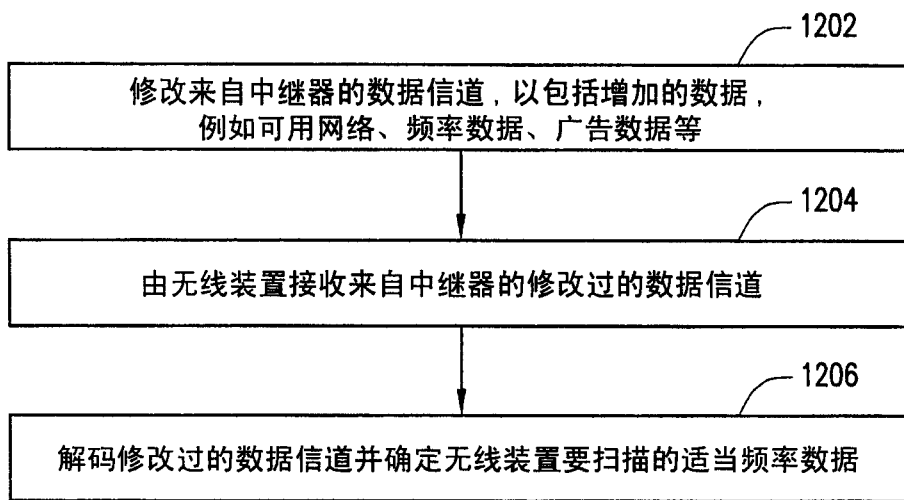 1202
修改来自中继器的数据信道，以包括增加的数据，
例如可用网络、频率数据、广告数据等
1204
由无线装置接收来自中继器的修改过的数据信道
1206
解码修改过的数据信道并确定无线装置要扫描的适当频率数据